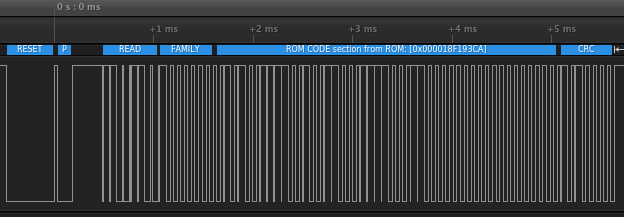 0 s : 0 ms
+1 ms +2 ms +3 ms +4 ms +5 ms
RESET P READ FAMILY ROM CODE section from ROM: [0x000018F193CA] CRC